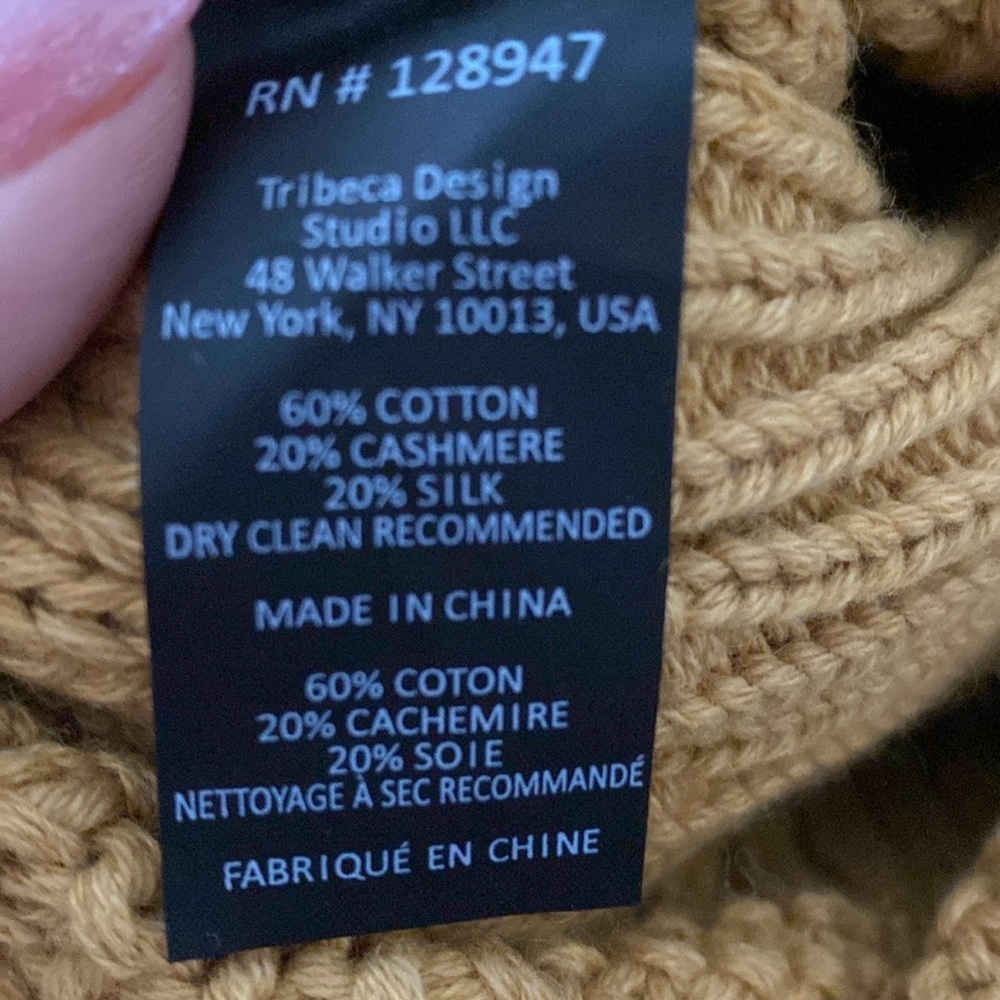 RN # 128947
Tribeca Design
Studio LLC
48 Walker Street
New York, NY 10013, USA
60% COTTON
20% CASHMERE
20% SILK
DRY CLEAN RECOMMENDED
MADE IN CHINA
60% COTON
20% CACHEMIRE
20% SOIE
NETTOYAGE À SEC RECOMMANDÉ
FABRIQUÉ EN CHINE